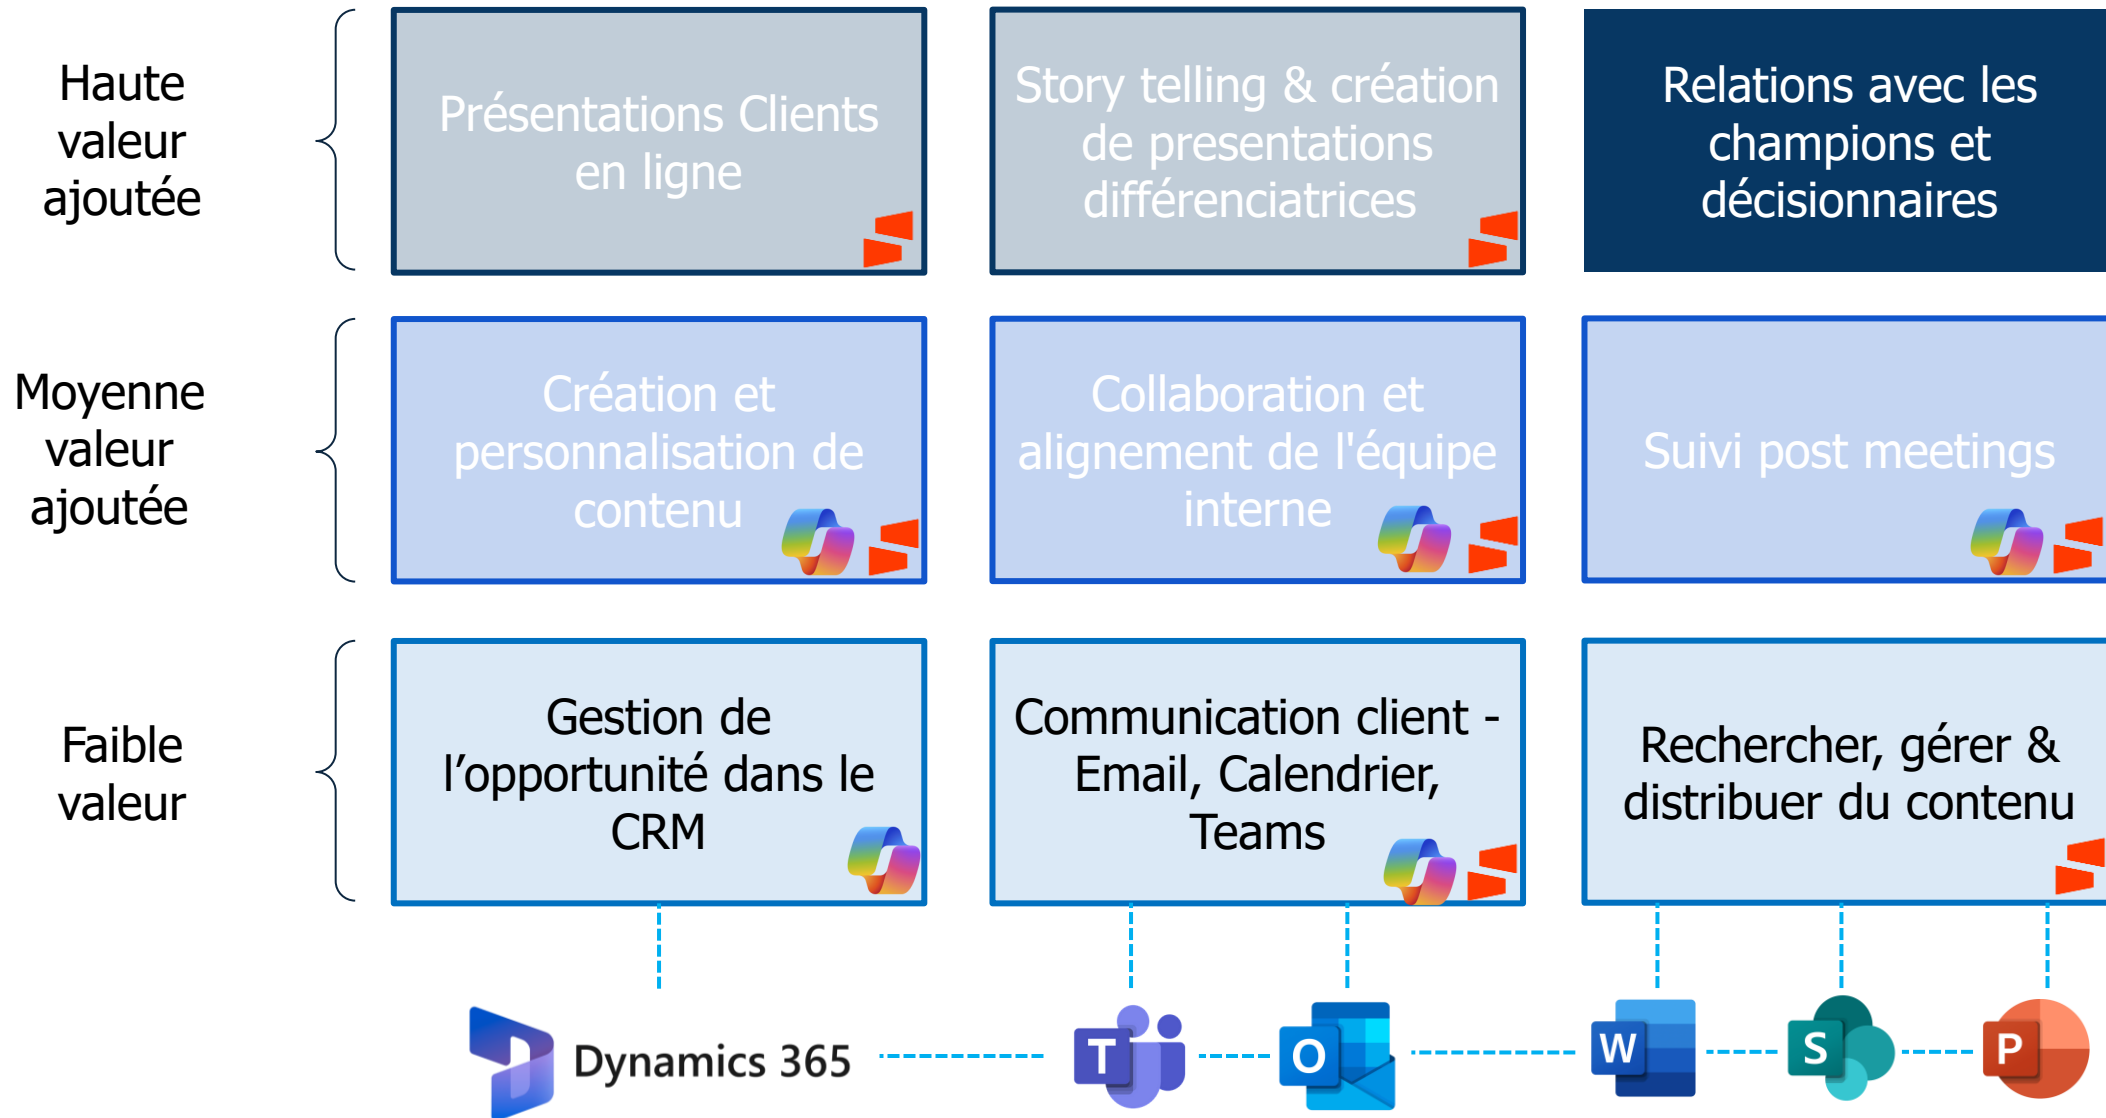 Haute
valeur
ajoutée
Présentations Clients
en ligne
Story telling & création
de presentations
différenciatrices
Relations avec les
champions et
décisionnaires
Moyenne
valeur
ajoutée
Création et
personnalisation de
contenu
Collaboration et
alignement de l'équipe
interne
Suivi post meetings
Faible
valeur
Gestion de
l’opportunité dans le
CRM
Communication client -
Email, Calendrier,
Teams
Rechercher, gérer &
distribuer du contenu
Dynamics 365
T
O
W
S
P